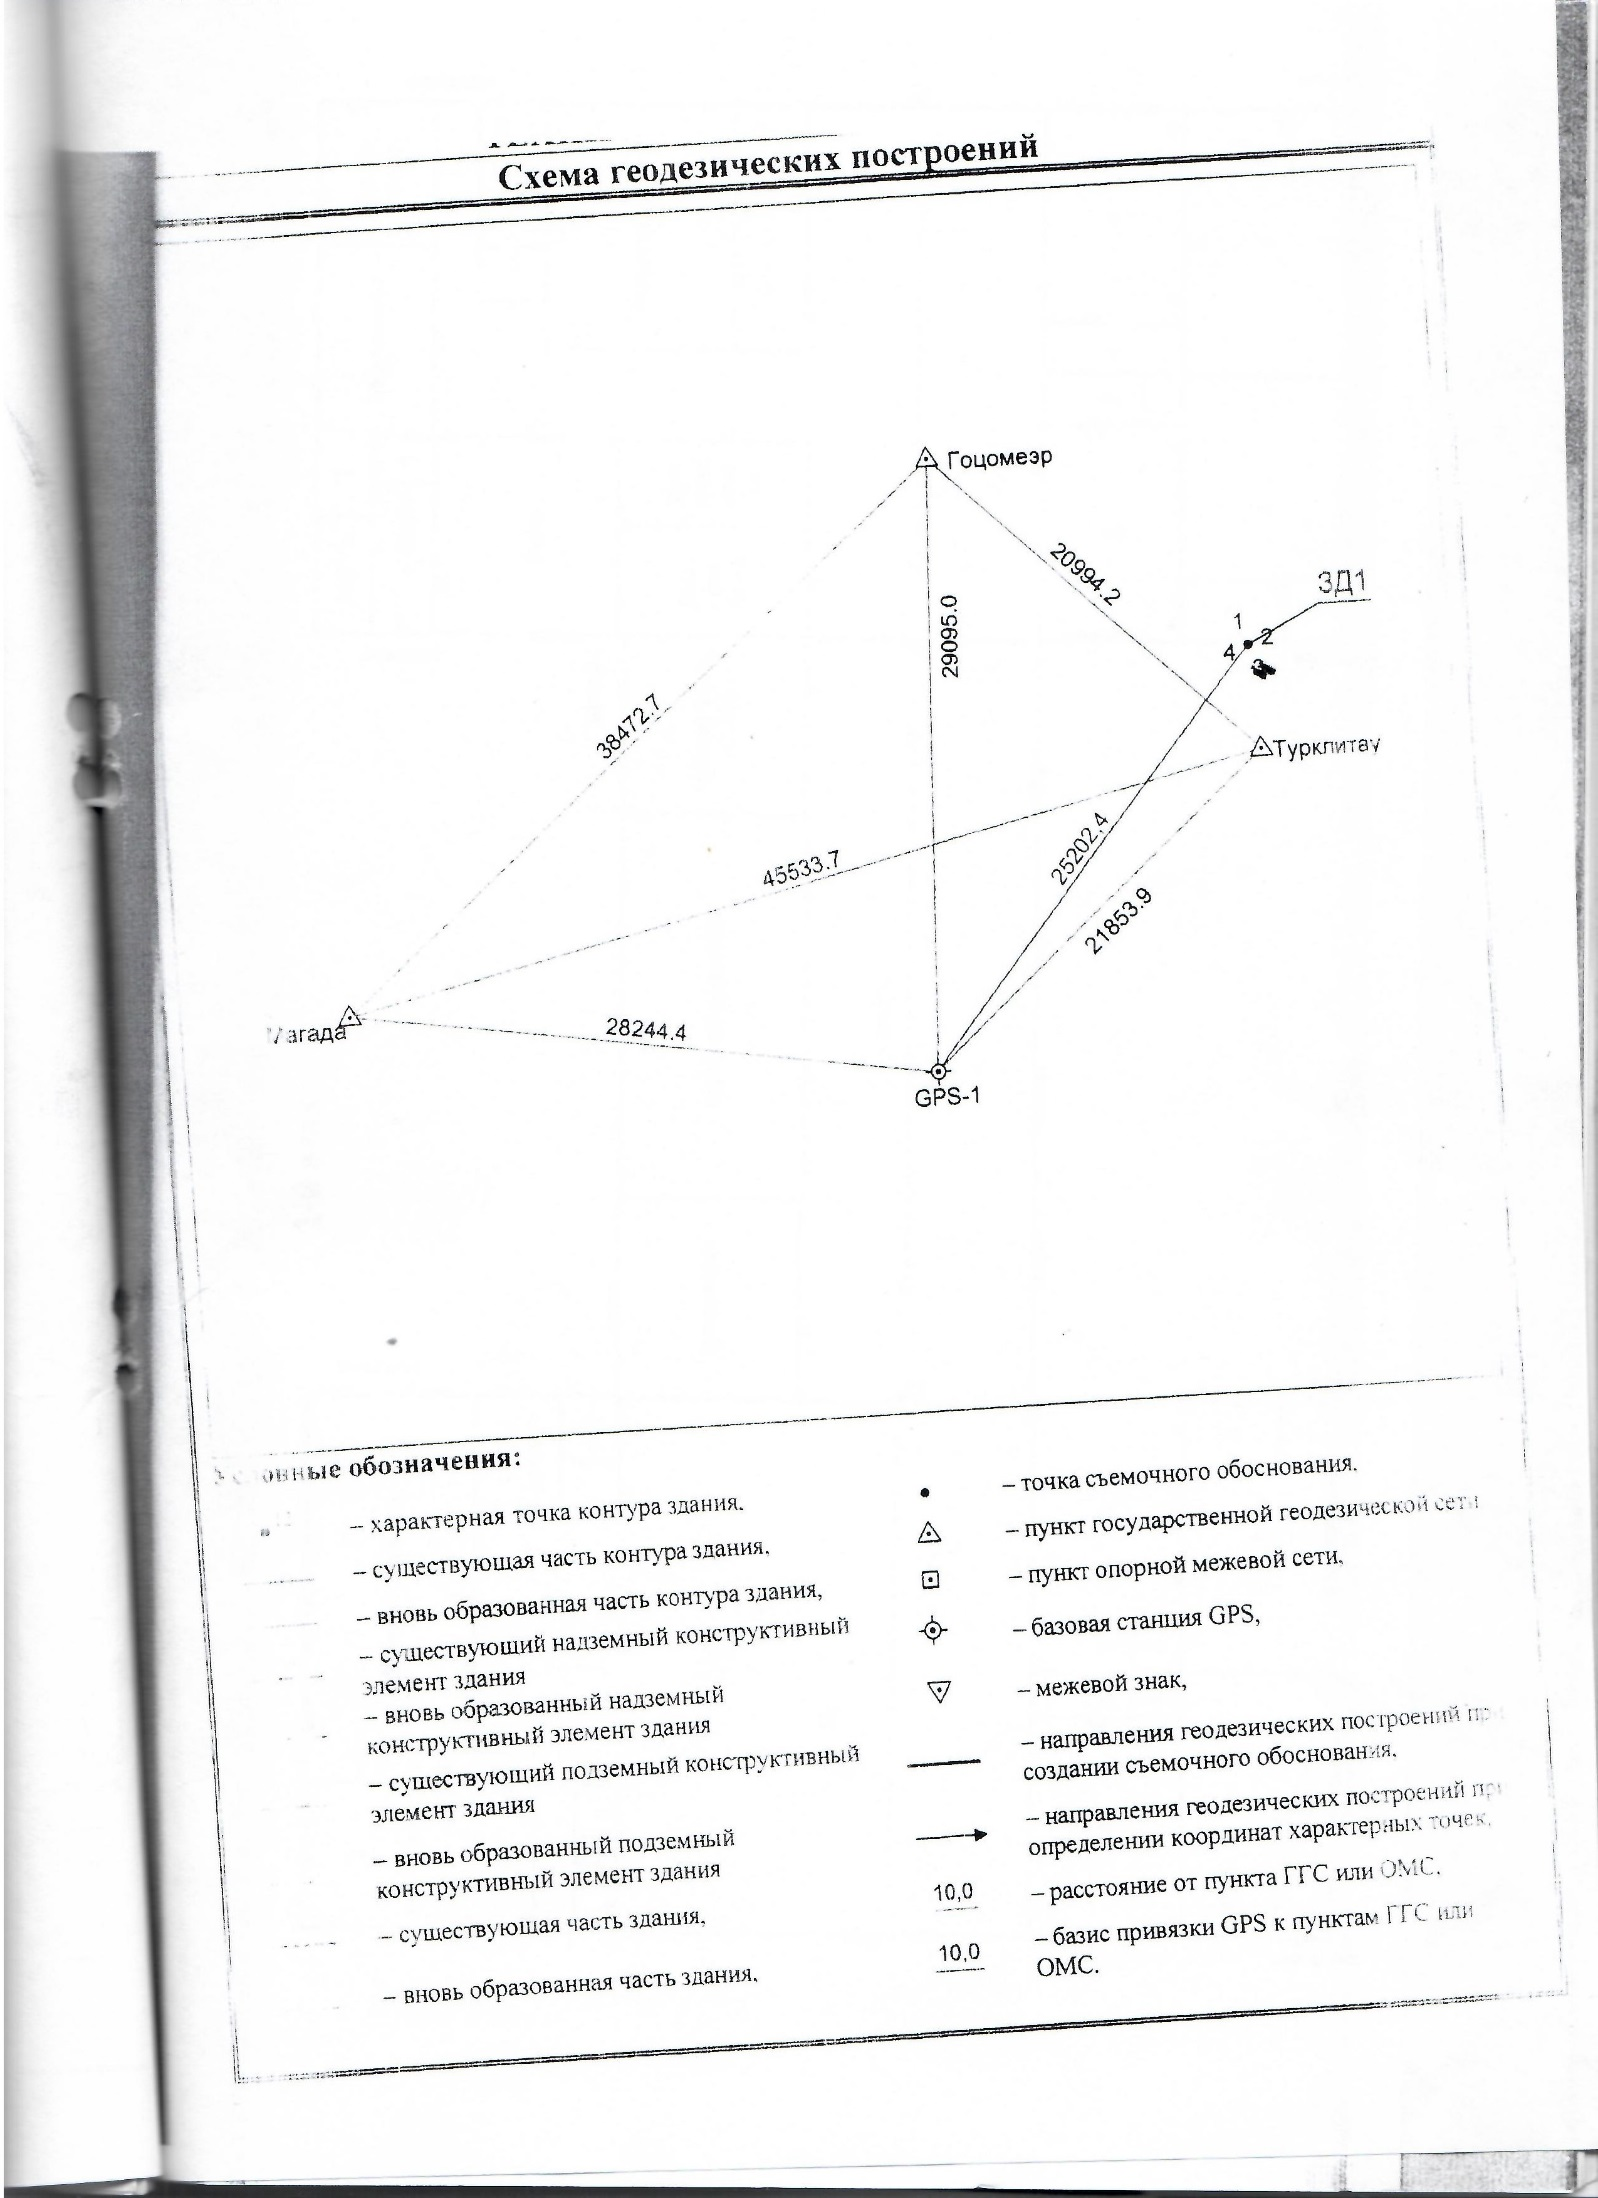 Схема геодезических построений
Гоцомеэр
20994.2
ЗД1
29095.0
1
2
4
3
38472.7
Турклитау
25202,4
45533.7
21853.9
Магада
28244.4
GPS-1
Условные обозначения:
– характерная точка контура здания.
– существующая часть контура здания,
– вновь образованная часть контура здания,
– существующий надземный конструктивный
элемент здания
– вновь образованный надземный
конструктивный элемент здания
– существующий подземный конструктивный
элемент здания
– вновь образованный подземный
конструктивный элемент здания
– существующая часть здания,
– вновь образованная часть здания.
– точка съемочного обоснования.
– пункт государственной геодезической сети
– пункт опорной межевой сети,
– базовая станция GPS,
– межевой знак,
– направления геодезических построений при
создании съемочного обоснования.
– направления геодезических построений при
определении координат характерных точек.
10,0 – расстояние от пункта ГГС или ОМС.
10,0 – базис привязки GPS к пунктам ГГС или
ОМС.